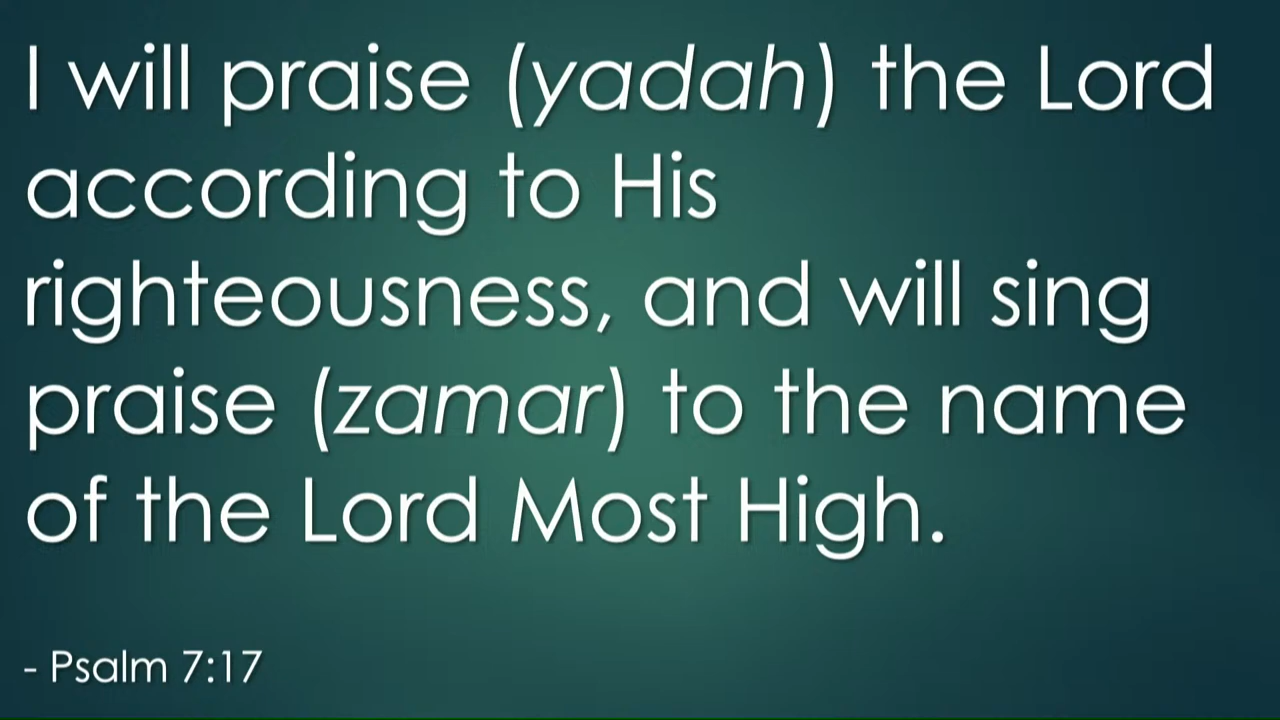 I will praise (yadah) the Lord
according to His
righteousness, and will sing
praise (zamar) to the name
of the Lord Most High.
- Psalm 7:17